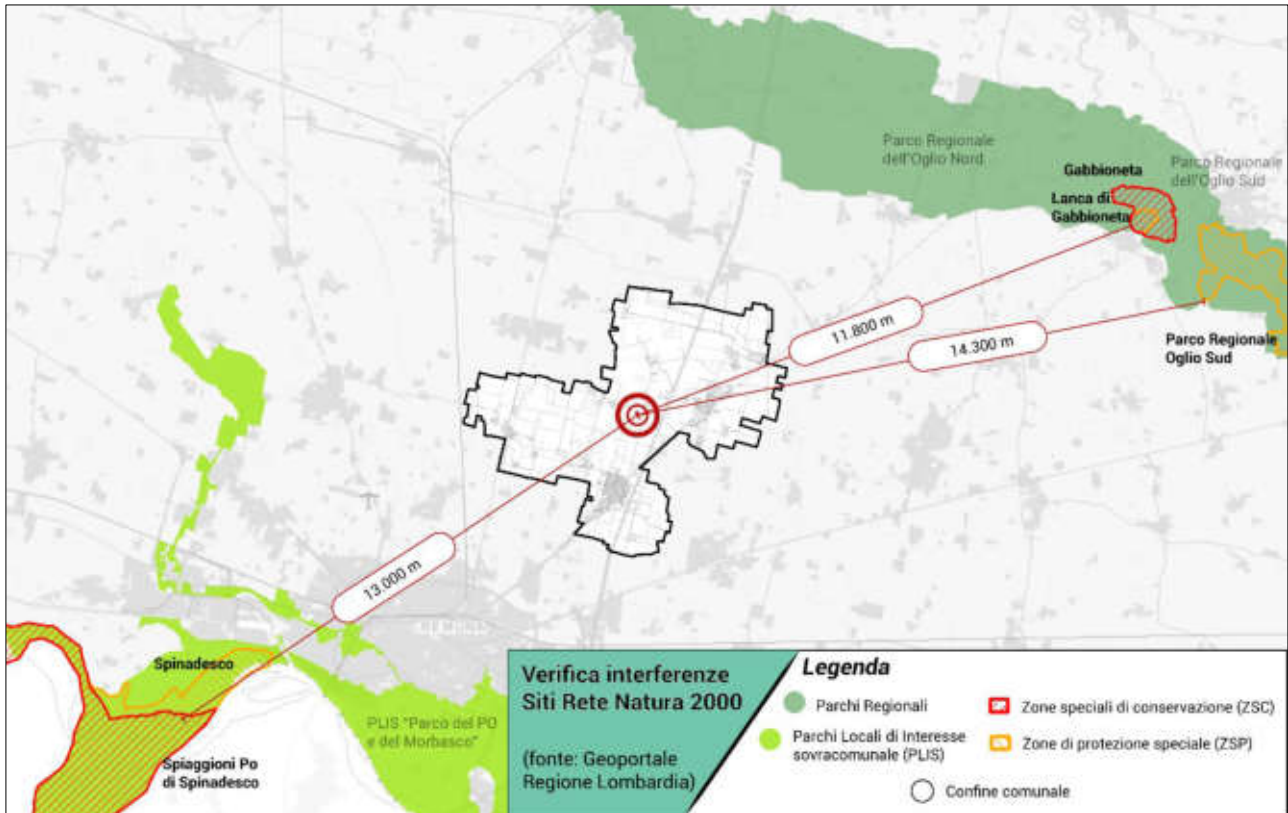 Parco Regionale
dell'Oglio Nord
Gabbioneta
Parco Regionale
dell'Oglio Sud
Lanca di
Gabbioneta
11.800 m
14.300 m
Parco Regionale
Oglio Sud
13.000 m
Spinadesco
PLIS "Parco del PO
e del Morbasco"
Spiaggioni Po
di Spinadesco
Verifica interferenze
Siti Rete Natura 2000
(fonte: Geoportale
Regione Lombardia)
Legenda
Parchi Regionali
Parchi Locali di Interesse
sovracomunale (PLIS)
Zone speciali di conservazione (ZSC)
Zone di protezione speciale (ZSP)
Confine comunale